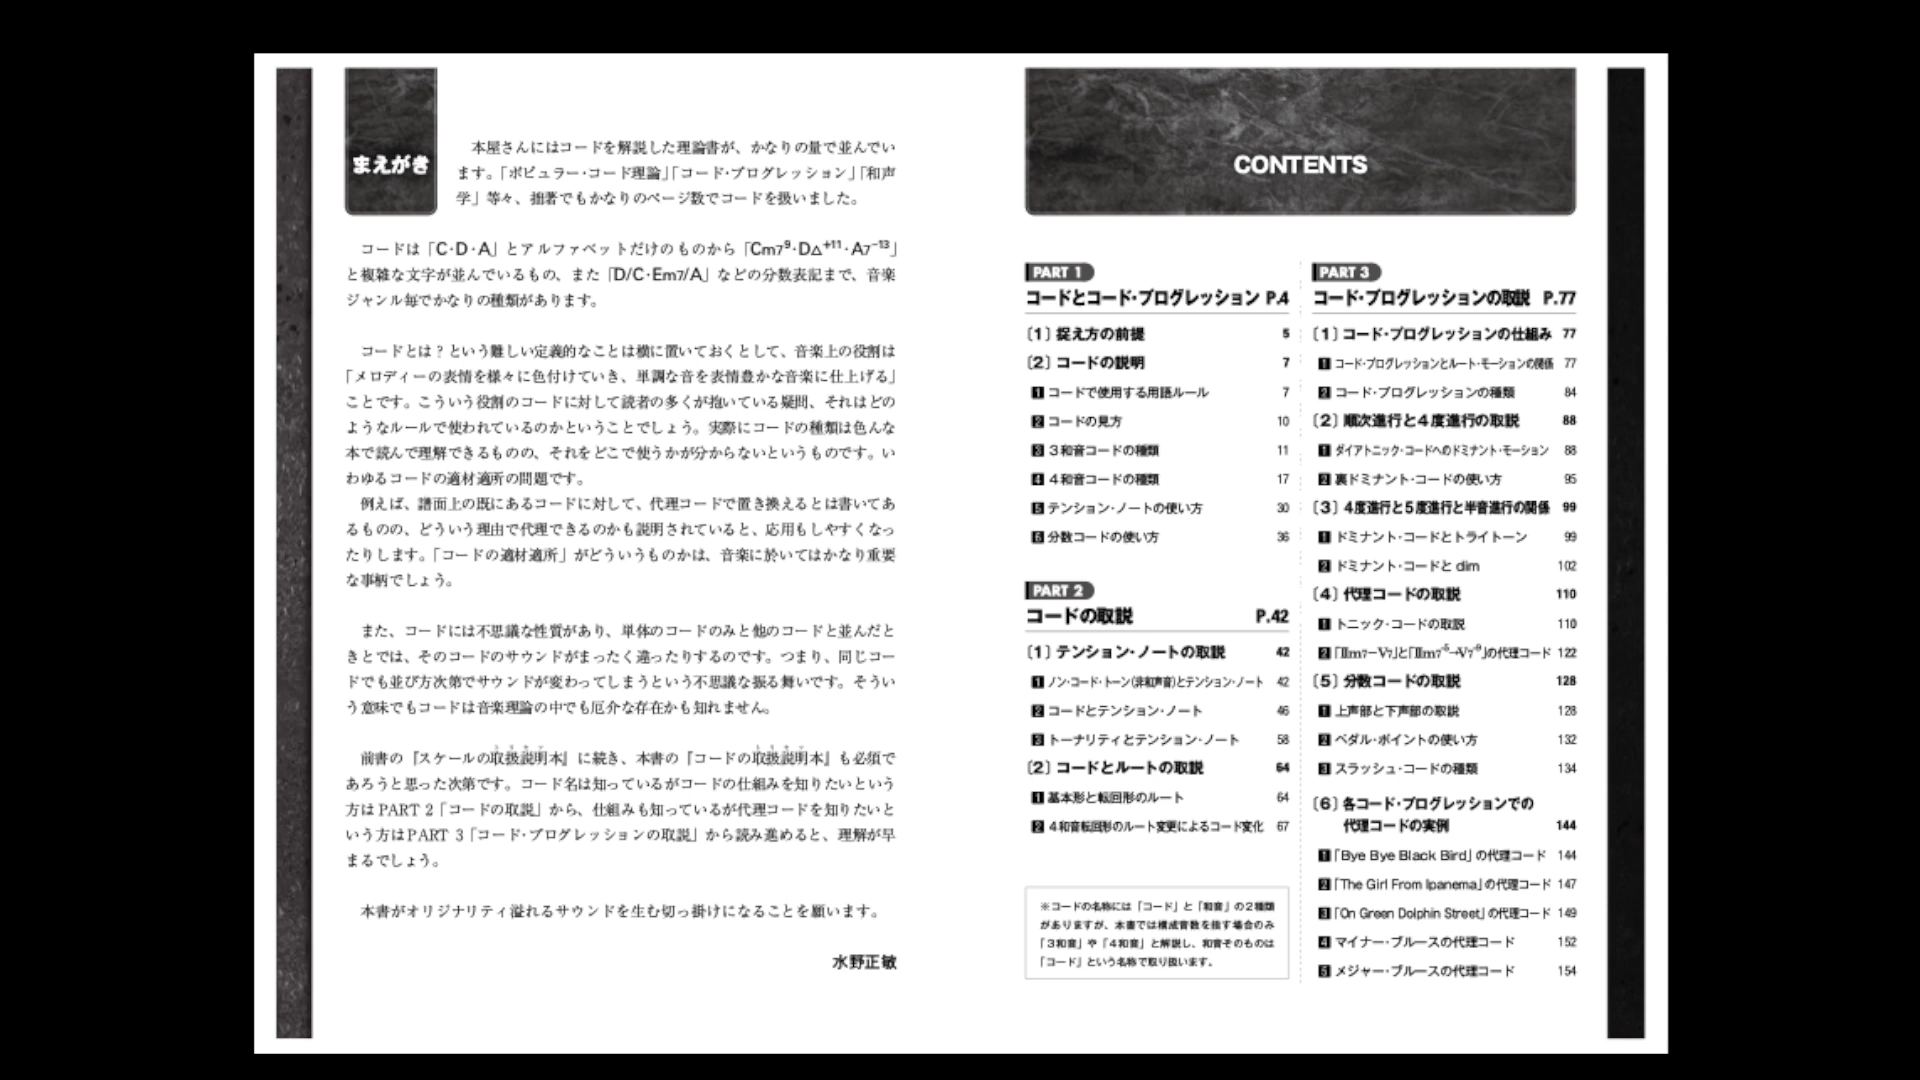 まえがき
本屋さんにはコードを解説した理論書が、かなりの量で並んでい
ます。「ポピュラー・コード理論」「コード・プログレッション」「和声
学」等々、拙著でもかなりのページ数でコードを扱いました。
コードは「C・D・A」とアルファベットだけのものから「Cm7⁹・D△⁺¹¹・A7⁻¹³」
と複雑な文字が並んでいるもの、また「D/C・Em7/A」などの分数表記まで、音楽
ジャンル毎でかなりの種類があります。
コードとは？という難しい定義的なことは横に置いておくとして、音楽上の役割は
「メロディーの表情を様々に色付けていき、単調な音を表情豊かな音楽に仕上げる」
ことです。こういう役割のコードに対して読者の多くが抱いている疑問、それはどの
ようなルールで使われているのかということでしょう。実際にコードの種類は色んな
本で読んで理解できるものの、それをどこで使うかが分からないというものです。い
わゆるコードの適材適所の問題です。
例えば、譜面上の既にあるコードに対して、代理コードで置き換えるとは書いてあ
るものの、どういう理由で代理できるのかも説明されていると、応用もしやすくなっ
たりします。「コードの適材適所」がどういうものかは、音楽に於いてはかなり重要
な事柄でしょう。
また、コードには不思議な性質があり、単体のコードのみと他のコードと並んだと
きとでは、そのコードのサウンドがまったく違ったりするのです。つまり、同じコー
ドでも並び方次第でサウンドが変わってしまうという不思議な振る舞いです。そうい
う意味でもコードは音楽理論の中でも厄介な存在かも知れません。
前書の『スケールの取扱説明本』に続き、本書の『コードの取扱説明本』も必須で
あろうと思った次第です。コード名は知っているがコードの仕組みを知りたいという
方は PART 2「コードの取説」から、仕組みも知っているが代理コードを知りたいと
いう方はPART 3「コード・プログレッションの取説」から読み進めると、理解が早
まるでしょう。
本書がオリジナリティ溢れるサウンドを生む切っ掛けになることを願います。
水野正敏
CONTENTS
PART 1
コードとコード・プログレッション P.4
〔1〕捉え方の前提 5
〔2〕コードの説明 7
1 コードで使用する用語ルール 7
2 コードの見方 10
3 3和音コードの種類 11
4 4和音コードの種類 17
5 テンション・ノートの使い方 30
6 分数コードの使い方 36
PART 2
コードの取説 P.42
〔1〕テンション・ノートの取説 42
1 ノン・コード・トーン(非和声音)とテンション・ノート 42
2 コードとテンション・ノート 46
3 トーナリティとテンション・ノート 58
〔2〕コードとルートの取説 64
1 基本形と転回形のルート 64
2 4和音転回形のルート変更によるコード変化 67
※コードの名称には「コード」と「和音」の2種類
がありますが、本書では構成音数を指す場合のみ
「3和音」や「4和音」と解説し、和音そのものは
「コード」という名称で取り扱います。
PART 3
コード・プログレッションの取説 P.77
〔1〕コード・プログレッションの仕組み 77
1 コード・プログレッションとルート・モーションの関係 77
2 コード・プログレッションの種類 84
〔2〕順次進行と4度進行の取説 88
1 ダイアトニック・コードへのドミナント・モーション 88
2 裏ドミナント・コードの使い方 95
〔3〕4度進行と5度進行と半音進行の関係 99
1 ドミナント・コードとトライトーン 99
2 ドミナント・コードと dim 102
〔4〕代理コードの取説 110
1 トニック・コードの取説 110
2「Ⅱm7−Ⅴ7」と「Ⅱm7⁻⁵−Ⅴ7⁻⁹」の代理コード 122
〔5〕分数コードの取説 128
1 上声部と下声部の取説 128
2 ペダル・ポイントの使い方 132
3 スラッシュ・コードの種類 134
〔6〕各コード・プログレッションでの
代理コードの実例 144
1「Bye Bye Black Bird」の代理コード 144
2「The Girl From Ipanema」の代理コード 147
3「On Green Dolphin Street」の代理コード 149
4 マイナー・ブルースの代理コード 152
5 メジャー・ブルースの代理コード 154